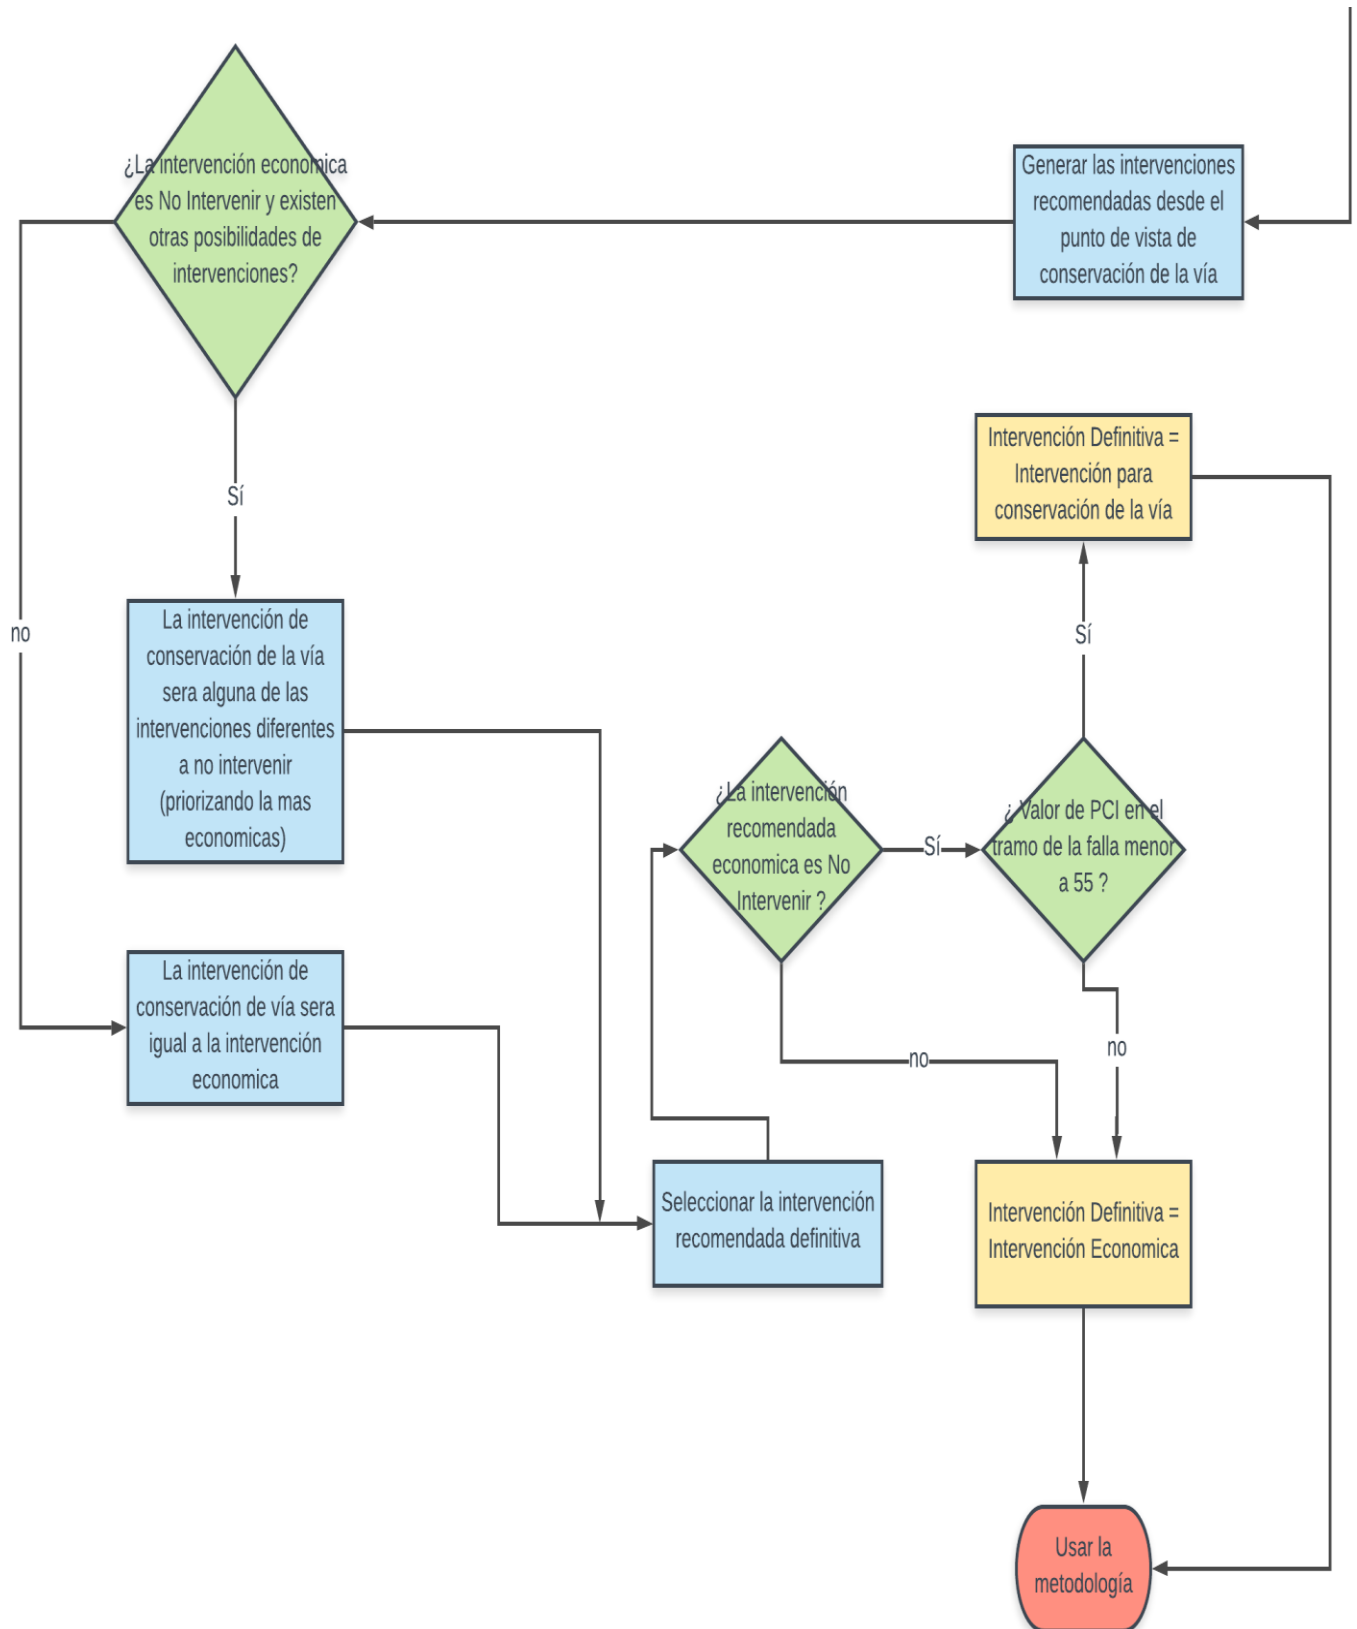 ¿La intervención economica
es No Intervenir y existen
otras posibilidades de
intervenciones?
Generar las intervenciones
recomendadas desde el
punto de vista de
conservación de la vía
Sí
no
La intervención de
conservación de la vía
sera alguna de las
intervenciones diferentes
a no intervenir
(priorizando la mas
economicas)
La intervención de
conservación de vía sera
igual a la intervención
economica
Seleccionar la intervención
recomendada definitiva
¿La intervención
recomendada
economica es No
Intervenir ?
Sí
no
¿ Valor de PCI en el
tramo de la falla menor
a 55 ?
Sí
no
Intervención Definitiva =
Intervención para
conservación de la vía
Intervención Definitiva =
Intervención Economica
Usar la
metodología